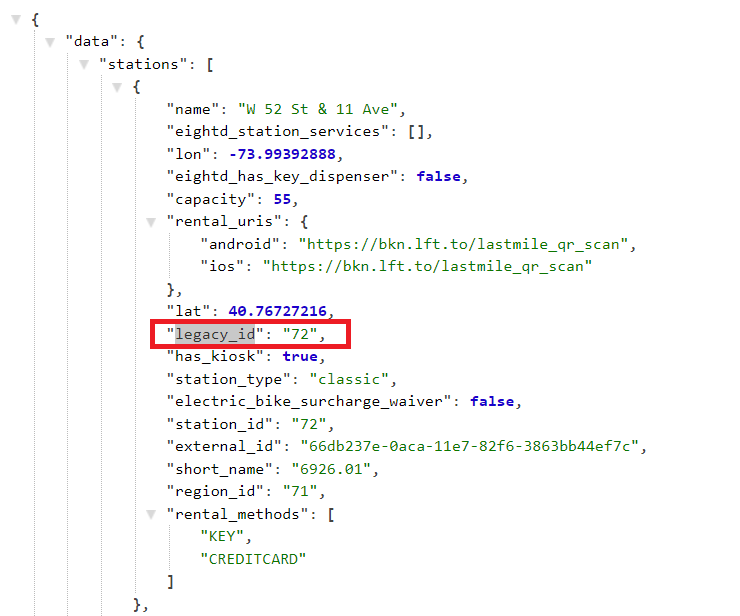 {
"data": {
"stations": [
{
"name": "W 52 St & 11 Ave",
"eightd_station_services": [],
"lon": -73.99392888,
"eightd_has_key_dispenser": false,
"capacity": 55,
"rental_uris": {
"android": "https://bkn.lft.to/lastmile_qr_scan",
"ios": "https://bkn.lft.to/lastmile_qr_scan"
},
"lat": 40.76727216,
"legacy_id": "72",
"has_kiosk": true,
"station_type": "classic",
"electric_bike_surcharge_waiver": false,
"station_id": "72",
"external_id": "66db237e-0aca-11e7-82f6-3863bb44ef7c",
"short_name": "6926.01",
"region_id": "71",
"rental_methods": [
"KEY",
"CREDITCARD"
]
},